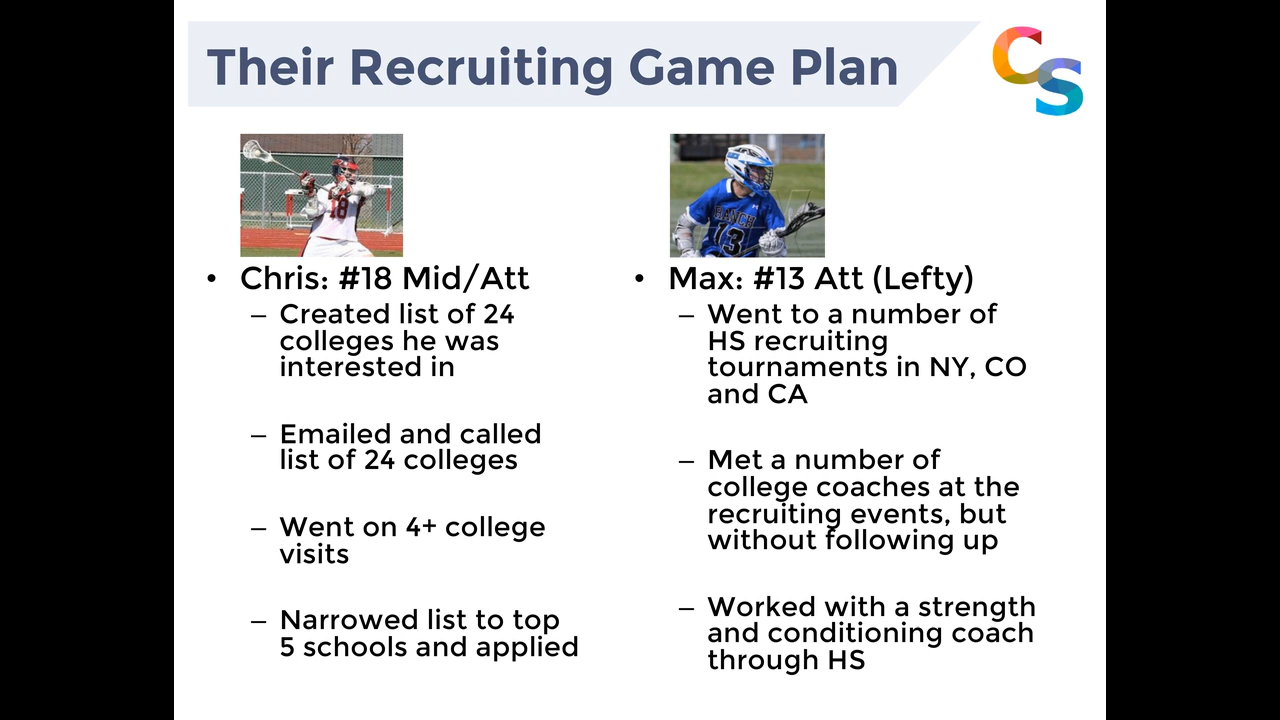 Their Recruiting Game Plan
CS
18
RANCH
13
• Chris: #18 Mid/Att
– Created list of 24
colleges he was
interested in
– Emailed and called
list of 24 colleges
– Went on 4+ college
visits
– Narrowed list to top
5 schools and applied
• Max: #13 Att (Lefty)
– Went to a number of
HS recruiting
tournaments in NY, CO
and CA
– Met a number of
college coaches at the
recruiting events, but
without following up
– Worked with a strength
and conditioning coach
through HS